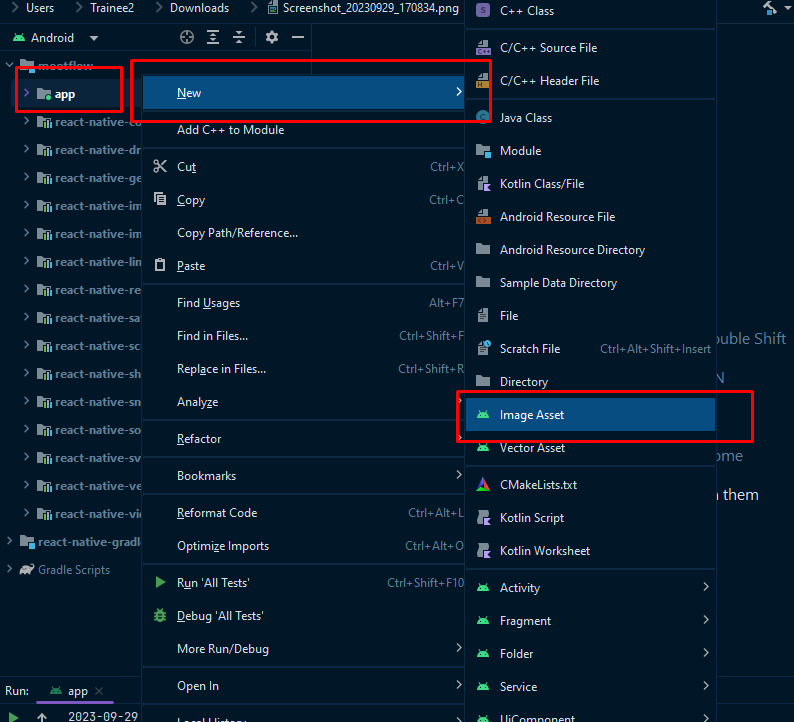 Users
Trainee2
Downloads
Screenshot_20230929_170834.png
Android
app
react-native-dr
react-native-ge
react-native-im
react-native-im
react-native-lin
react-native-re
react-native-sa
react-native-sc
react-native-sh
react-native-sn
react-native-so
react-native-sv
react-native-ve
react-native-vi
react-native-gradl
Gradle Scripts
Run:
app
2023-09-29
New
Add C++ to Module
Cut Ctrl+X
Copy Ctrl+C
Copy Path/Reference...
Paste Ctrl+V
Find Usages Alt+F7
Find in Files... Ctrl+Shift+F
Replace in Files... Ctrl+Shift+R
Analyze
Refactor
Bookmarks
Reformat Code Ctrl+Alt+L
Optimize Imports Ctrl+Alt+O
Run 'All Tests' Ctrl+Shift+F10
Debug 'All Tests'
More Run/Debug
Open In
Local History
C++ Class
C/C++ Source File
C/C++ Header File
Java Class
Module
Kotlin Class/File
Android Resource File
Android Resource Directory
Sample Data Directory
File
Scratch File Ctrl+Alt+Shift+Insert
Directory
Image Asset
Vector Asset
CMakeLists.txt
Kotlin Script
Kotlin Worksheet
Activity
Fragment
Folder
Service
UiComponent
ouble Shift
N
ome
them